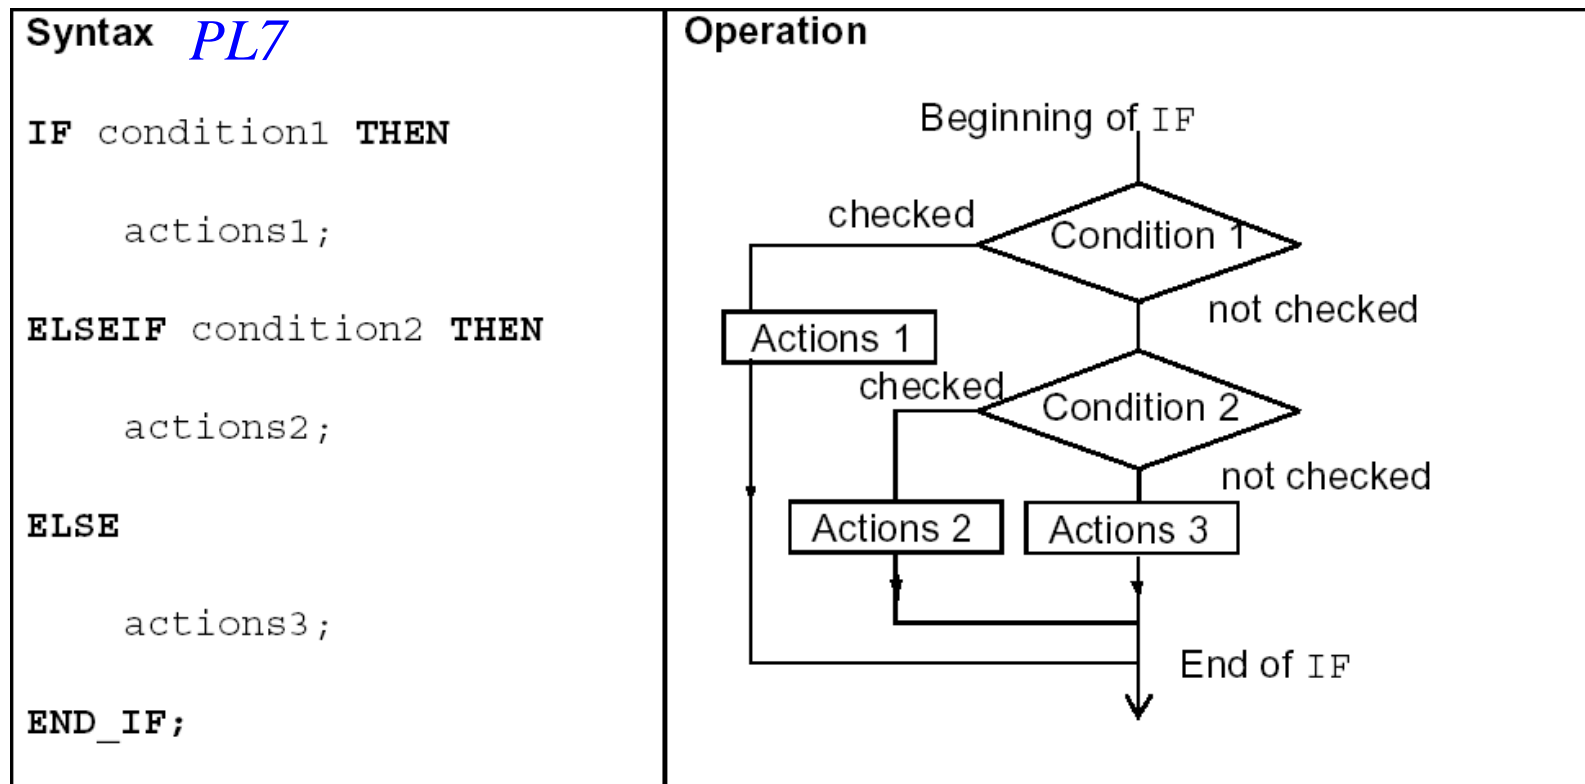 Syntax PL7
IF condition1 THEN
actions1;
ELSEIF condition2 THEN
actions2;
ELSE
actions3;
END_IF;
Operation
Beginning of IF
checked
Condition 1
not checked
Actions 1
checked
Condition 2
not checked
Actions 2
Actions 3
End of IF